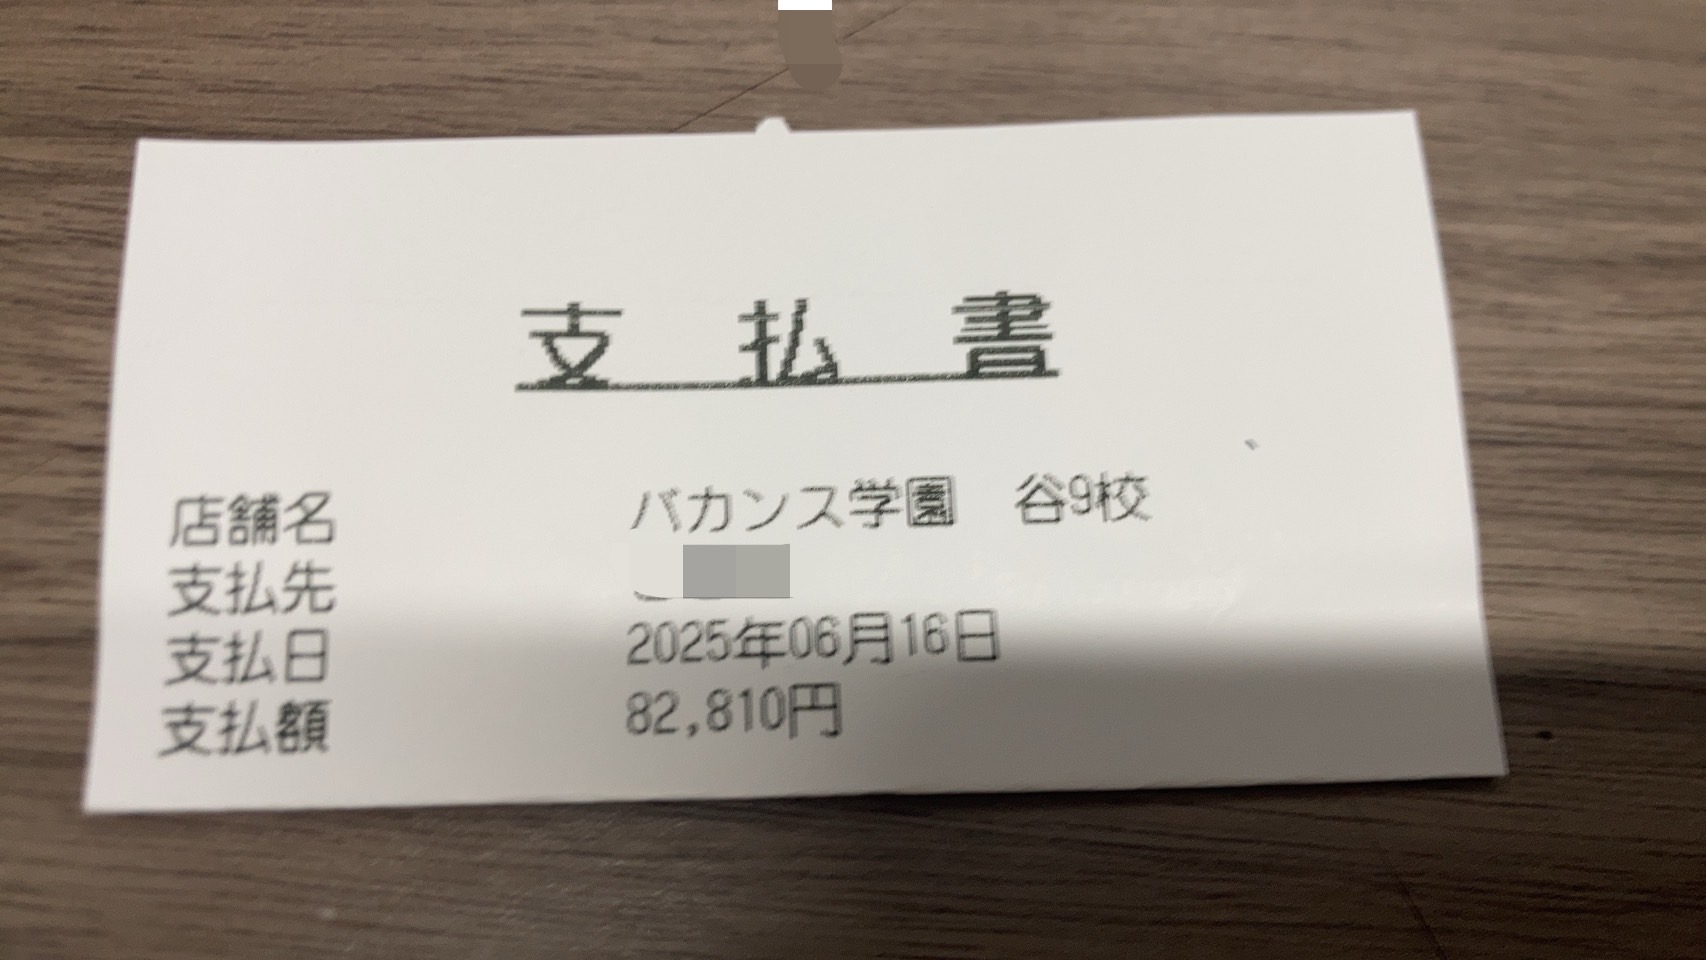 支払書
店舗名 バカンス学園 谷9校
支払先
支払日 2025年06月16日
支払額 82,810円